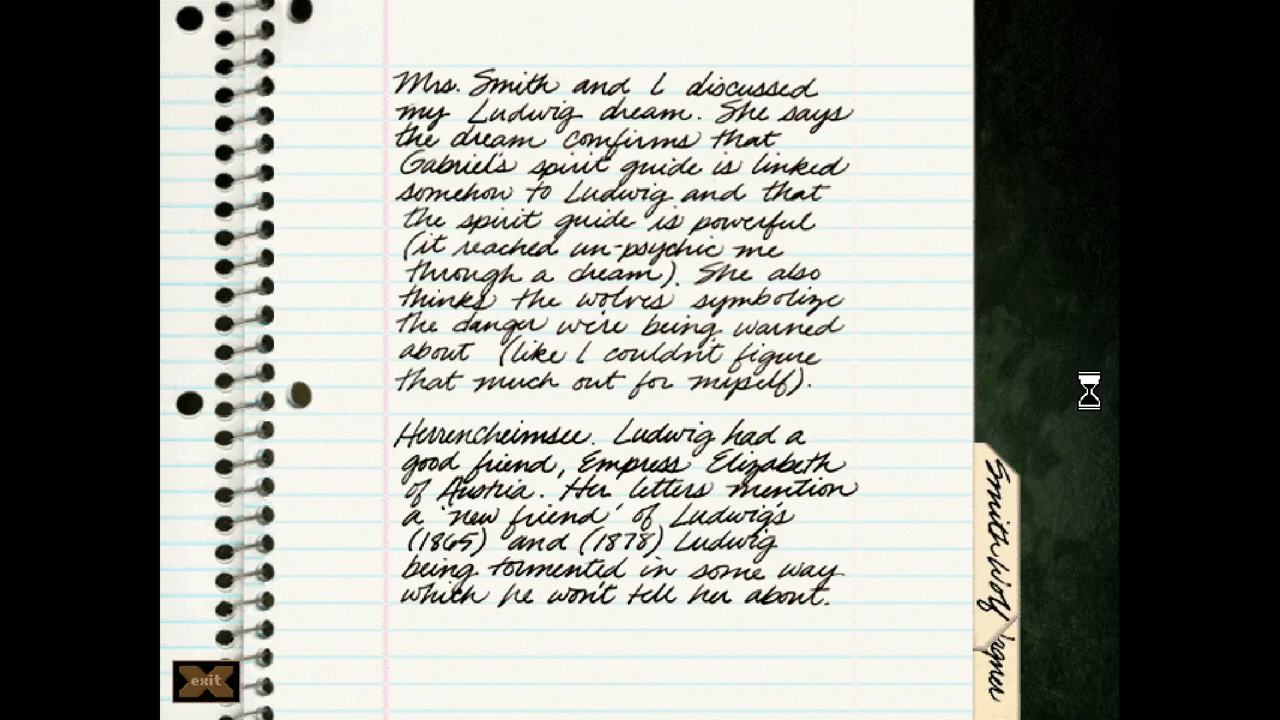 Mrs. Smith and I discussed
my Ludwig dream. She says
the dream confirms that
Gabriel's spirit guide is linked
somehow to Ludwig and that
the spirit guide is powerful
(it reached un-psychic me
through a dream). She also
thinks the wolves symbolize
the danger we're being warned
about (like I couldn't figure
that much out for myself).
Herrencheimsee. Ludwig had a
good friend, Empress Elizabeth
of Austria. Her letters mention
a 'new friend' of Ludwig's
(1865) and (1878) Ludwig
being tormented in some way
which he won't tell her about.
Smith Wolf
exit